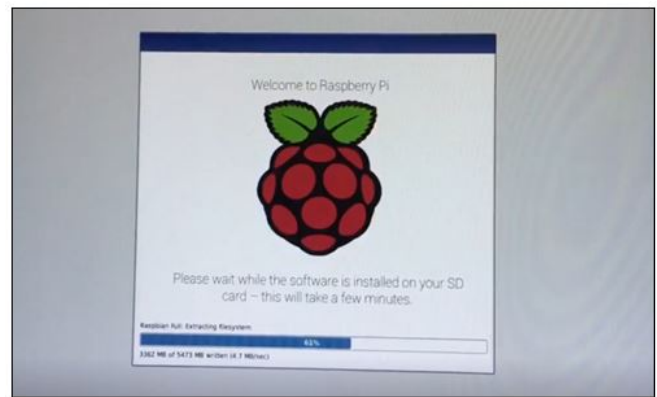 Welcome to Raspberry Pi
Please wait while the software is installed on your SD
card – this will take a few minutes.
Raspbian Full: Extracting filesystem
61%
3362 MB of 5473 MB written (4.7 MB/sec)